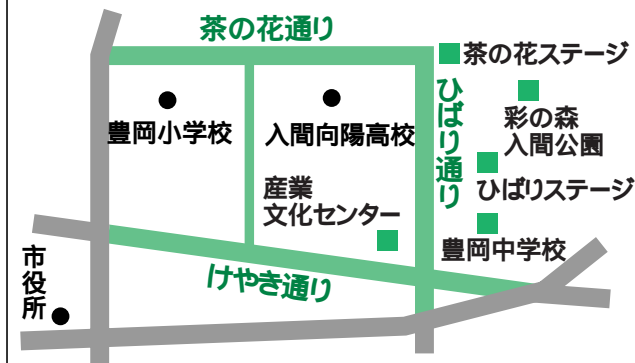 茶の花通り
茶の花ステージ
ひばり通り
彩の森
入間公園
豊岡小学校
入間向陽高校
ひばりステージ
産業
文化センター
豊岡中学校
けやき通り
市役所